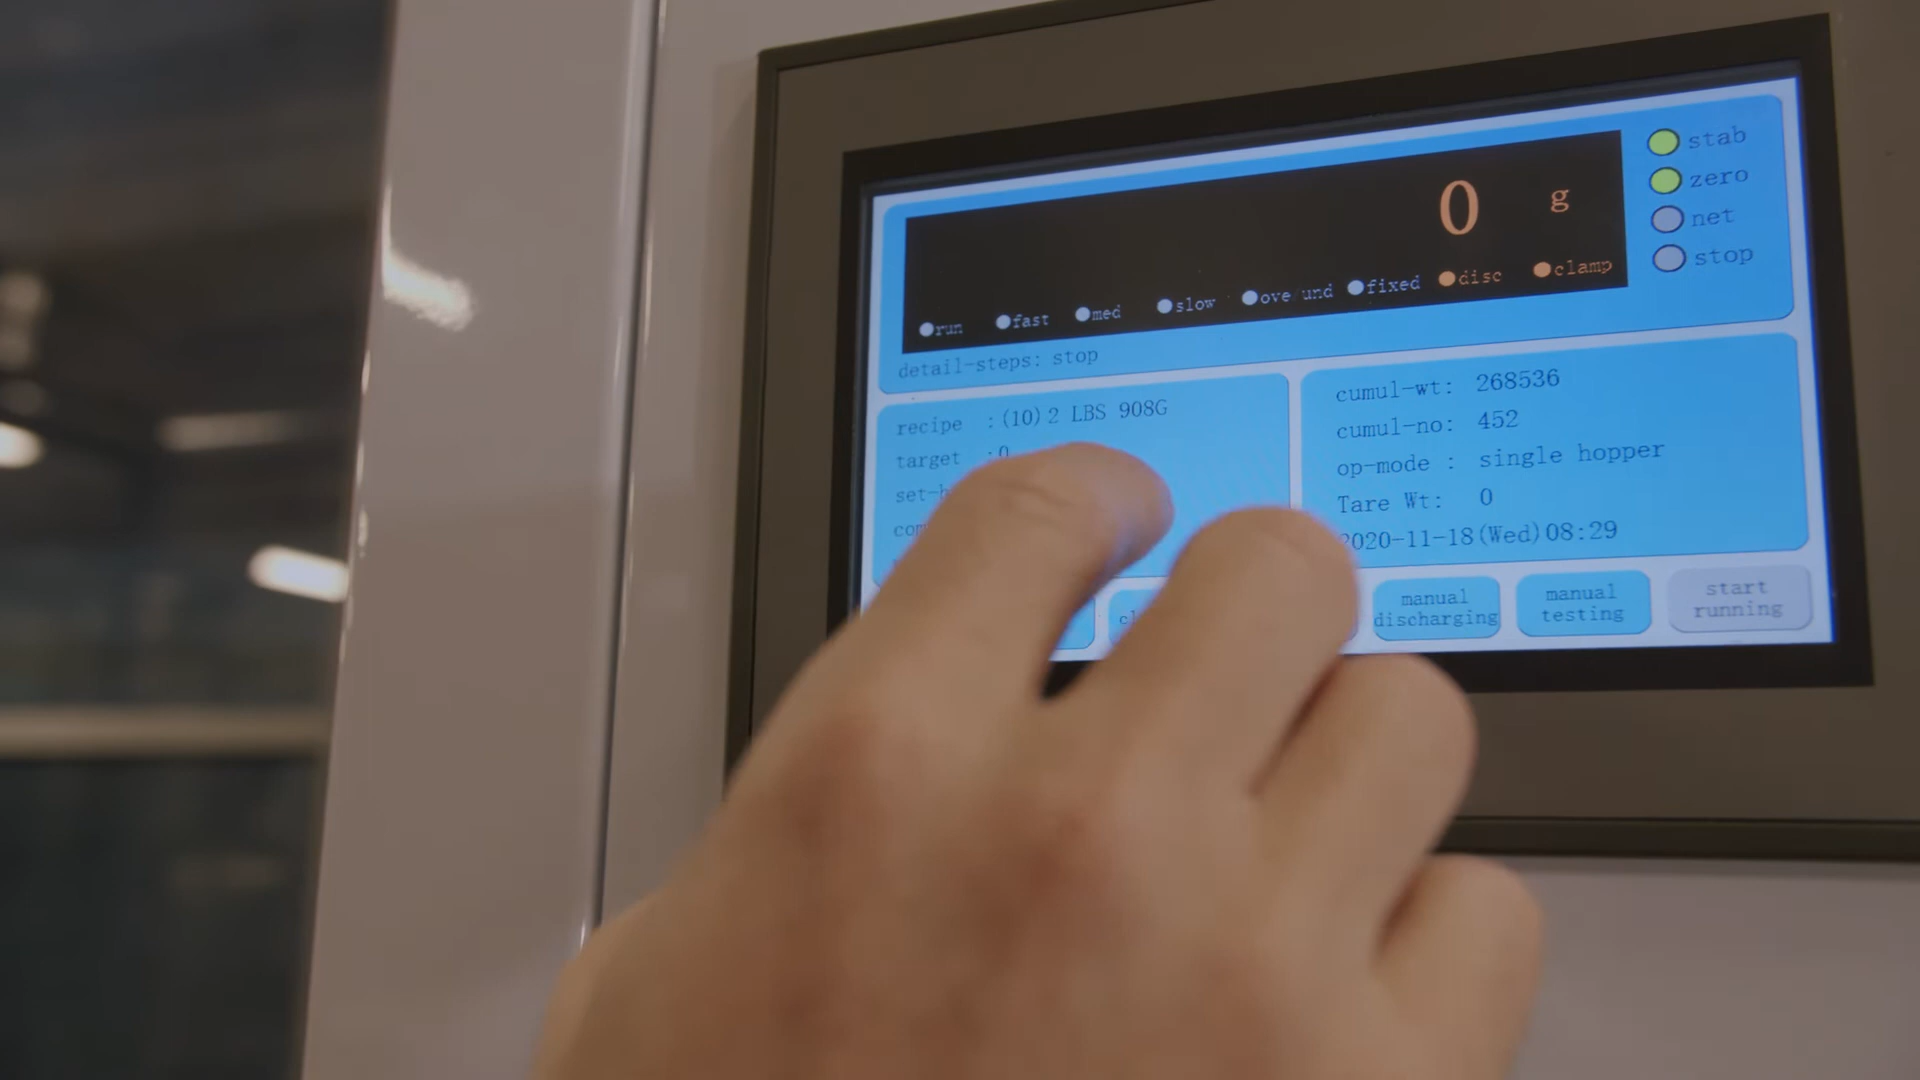 0 g
stab
zero
net
stop
run fast med slow ove und fixed disc clamp
detail-steps: stop
recipe :(10)2 LBS 908G
target :0
cumul-wt: 268536
cumul-no: 452
op-mode : single hopper
Tare Wt: 0
2020-11-18(Wed)08:29
manual discharging
manual testing
start running